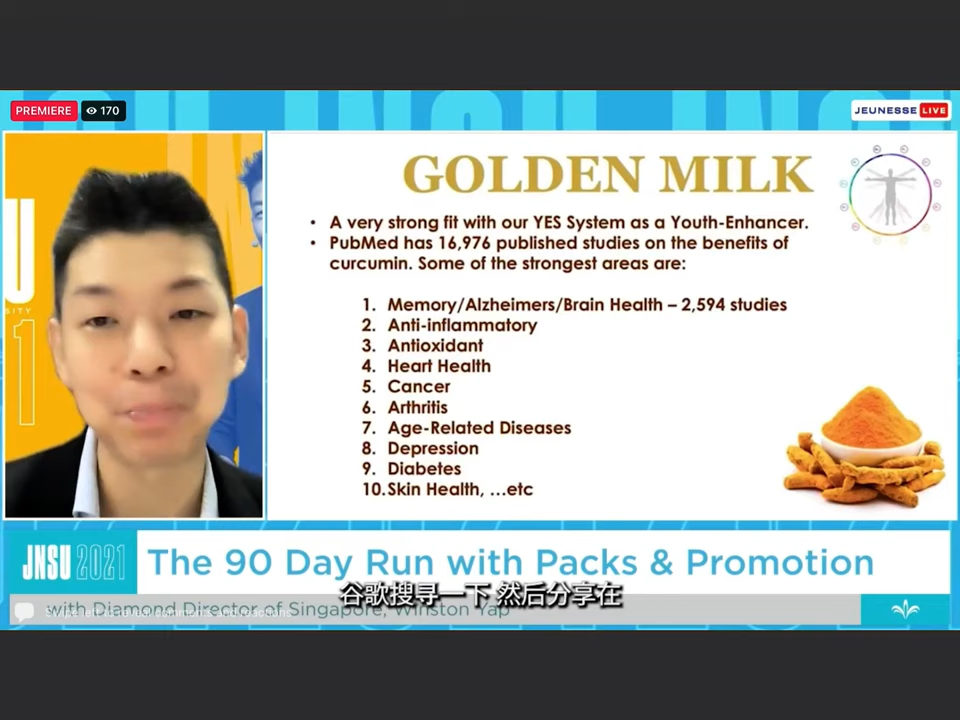 PREMIERE
170
JEUNESSE LIVE
U
SITY
1
GOLDEN MILK
• A very strong fit with our YES System as a Youth-Enhancer.
• PubMed has 16,976 published studies on the benefits of
curcumin. Some of the strongest areas are:
1. Memory/Alzheimers/Brain Health – 2,594 studies
2. Anti-inflammatory
3. Antioxidant
4. Heart Health
5. Cancer
6. Arthritis
7. Age-Related Diseases
8. Depression
9. Diabetes
10. Skin Health, ...etc
JNSU 2021
The 90 Day Run with Packs & Promotion
谷歌搜寻一下 然后分享在
with Diamond Director of Singapore, Winston Yap